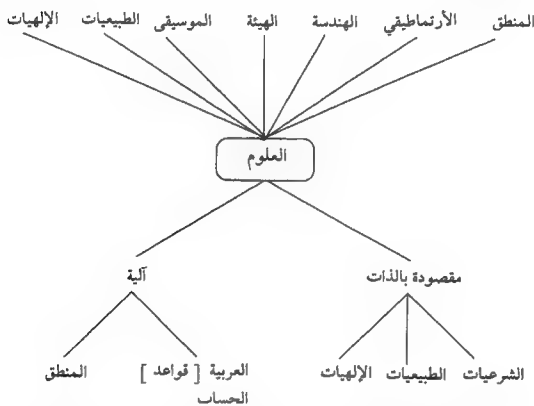 المنطق الأرتماطيقي الهندسة الهيئة الموسيقى الطبيعيات الإلهيات
العلوم
مقصودة بالذات آلية
الشرعيات الطبيعيات الإلهيات العربية [ قواعد ] المنطق
الحساب